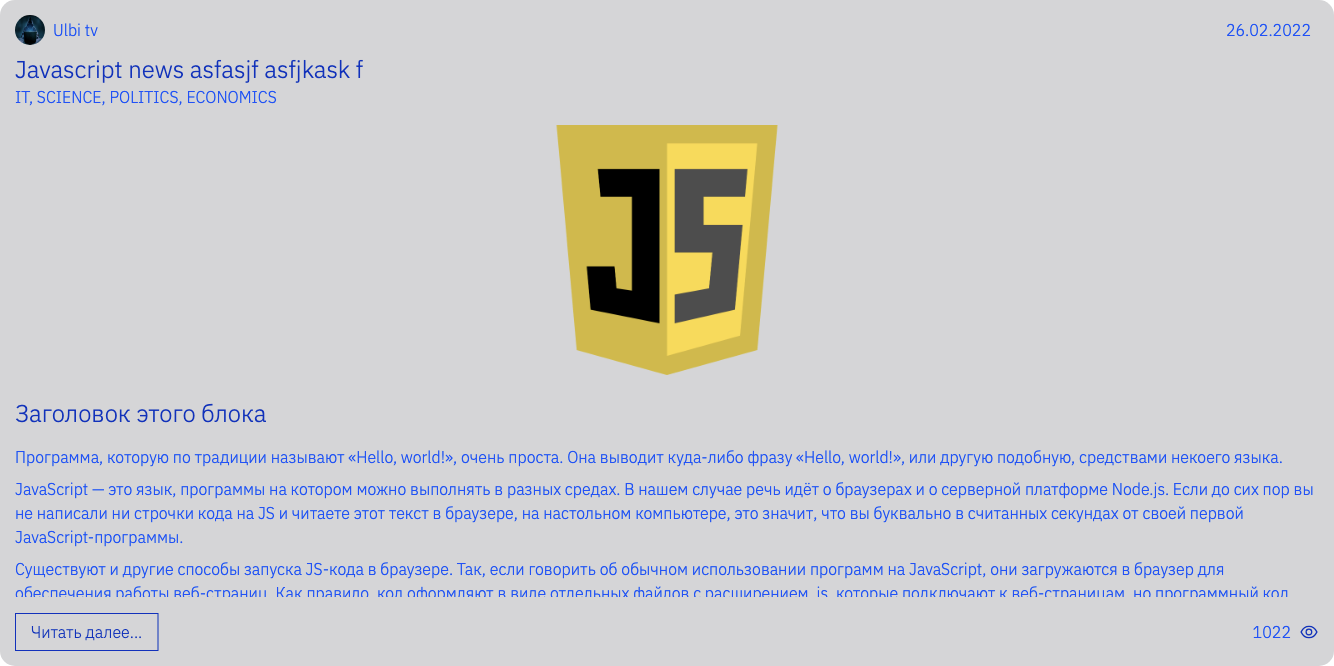 Ulbi tv
26.02.2022
Javascript news asfasjf asfjkask f
IT, SCIENCE, POLITICS, ECONOMICS
JS
Заголовок этого блока
Программа, которую по традиции называют «Hello, world!», очень проста. Она выводит куда-либо фразу «Hello, world!», или другую подобную, средствами некоего языка.
JavaScript — это язык, программы на котором можно выполнять в разных средах. В нашем случае речь идёт о браузерах и о серверной платформе Node.js. Если до сих пор вы
не написали ни строчки кода на JS и читаете этот текст в браузере, на настольном компьютере, это значит, что вы буквально в считанных секундах от своей первой
JavaScript-программы.
Существуют и другие способы запуска JS-кода в браузере. Так, если говорить об обычном использовании программ на JavaScript, они загружаются в браузер для
обеспечения работы веб-страниц. Как правило, код оформляют в виде отдельных файлов с расширением .js, которые подключают к веб-страницам, но программный код
Читать далее...
1022